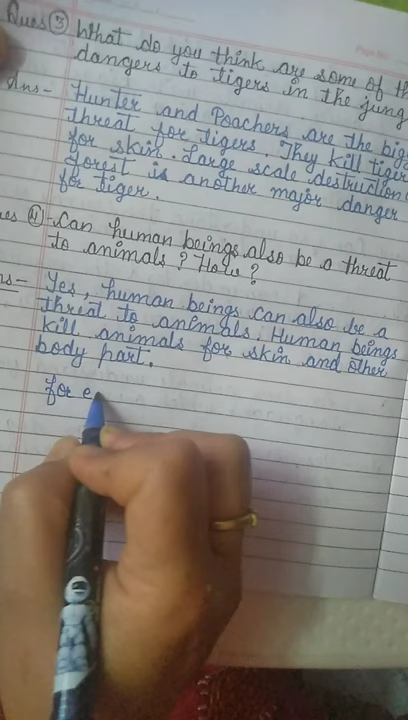 Ques ③ What do you think are some of th
dangers to tigers in the jung
Ans- Hunter and Poachers are the big
threat for tigers. They kill tiger
for skin. Large scale destruction
forest is another major danger
for tiger.
es ④ Can human beings also be a threat
to animals? How?
ns- Yes, human beings can also be a
threat to animals. Human beings
kill animals for skin and other
body part.
for e